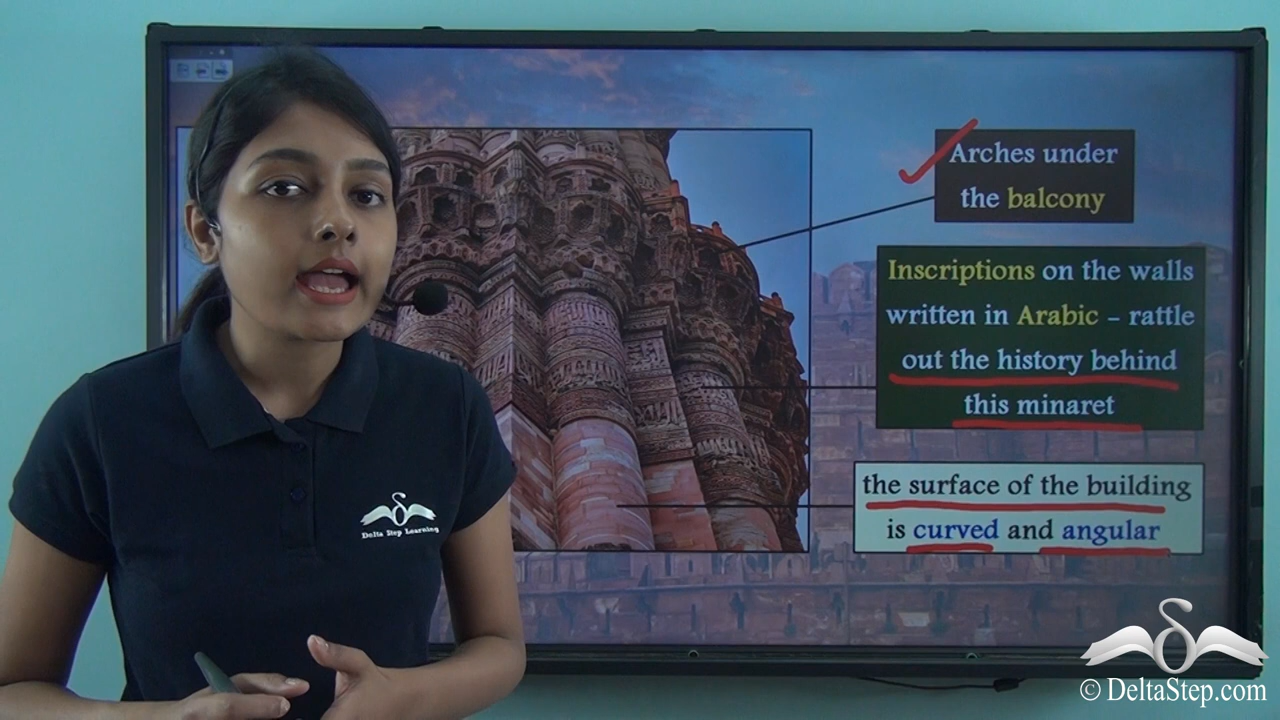 Arches under
the balcony
Inscriptions on the walls
written in Arabic – rattle
out the history behind
this minaret
the surface of the building
is curved and angular
Delta Step Learning
© DeltaStep.com